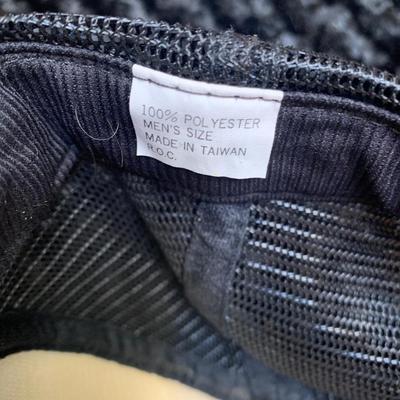 100% POLYESTER
MEN'S SIZE
MADE IN TAIWAN
R.O.C.